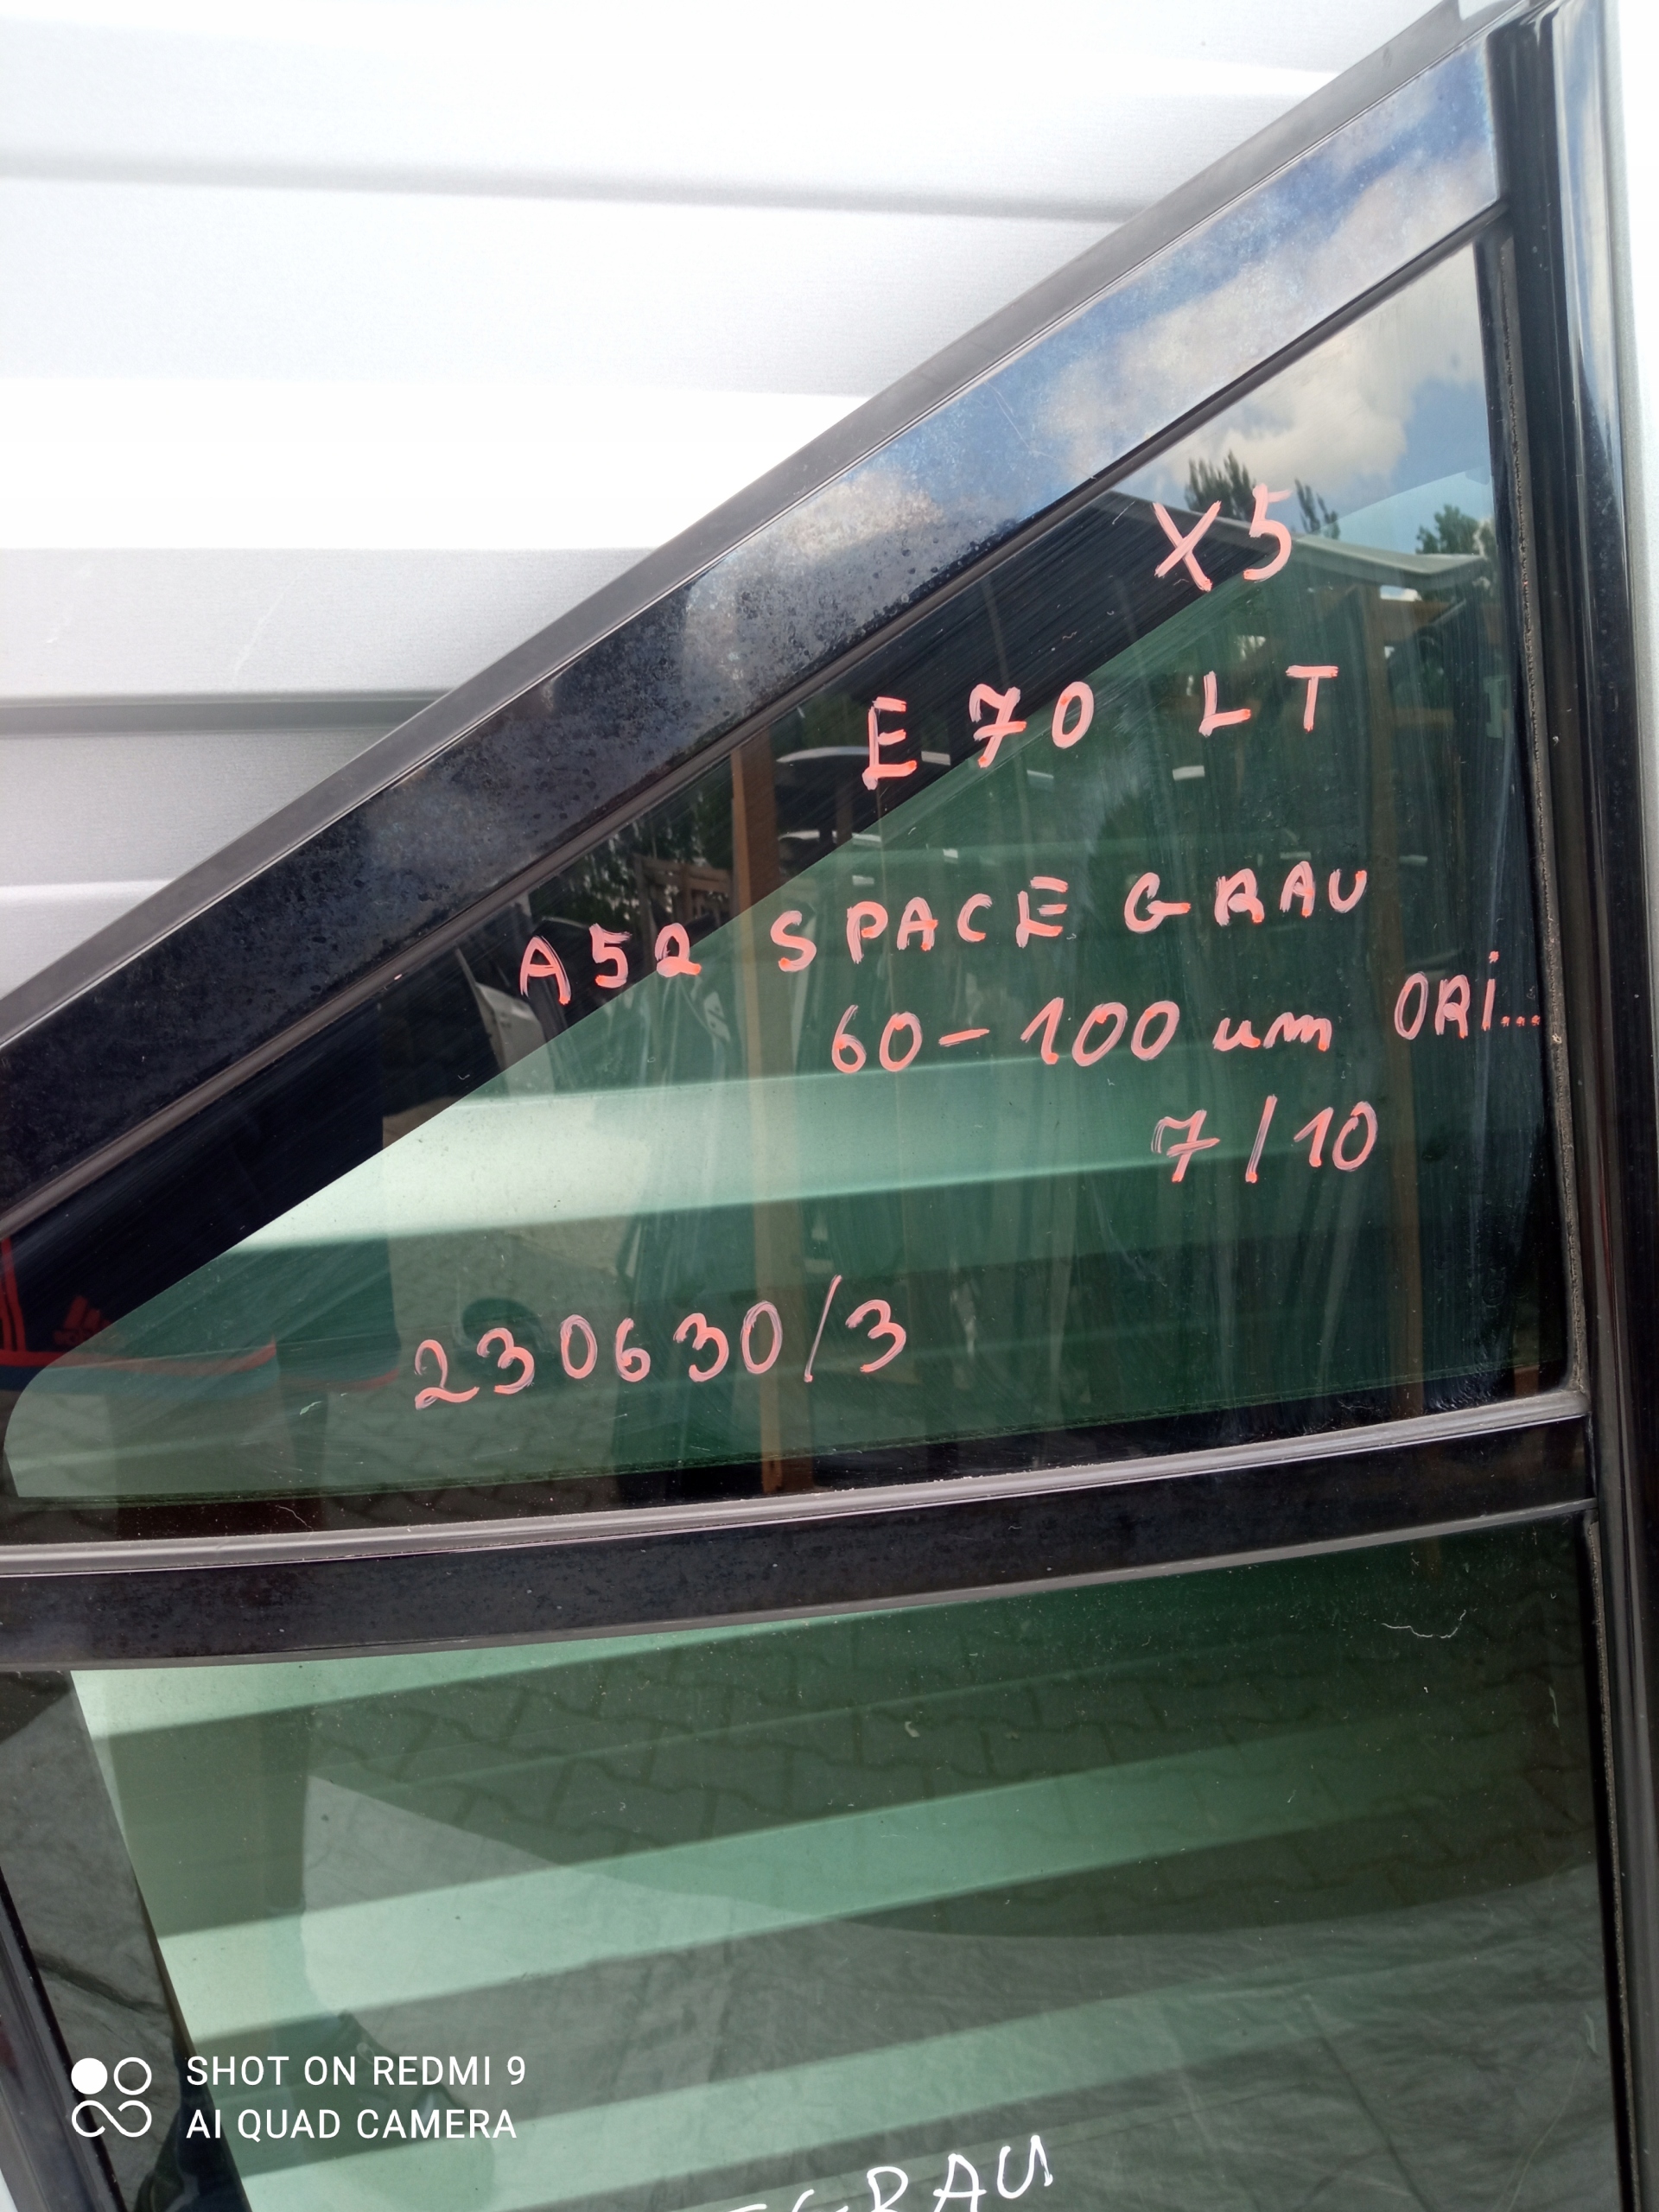 X5
E70 LT
A52 SPACE GRAU
60-100 um ORI...
7/10
230630/3
SHOT ON REDMI 9
AI QUAD CAMERA
GRAU